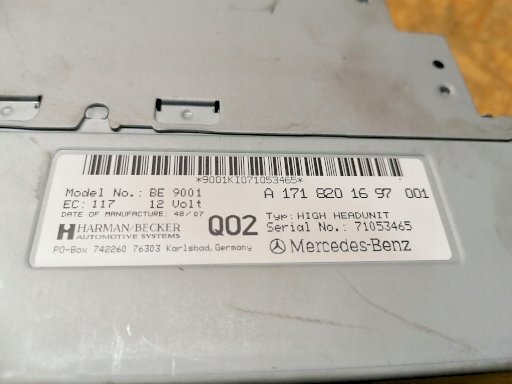 *9001KI071053465*
Model No.: BE 9001
A 171 820 16 97 001
EC: 117 12 Volt
DATE OF MANUFACTURE: 48/07
Q02
Typ: HIGH HEADUNIT
Serial No.: 71053465
HARMAN/BECKER
AUTOMOTIVE SYSTEMS
Mercedes-Benz
PO-Box 742260 76303 Karlsbad, Germany